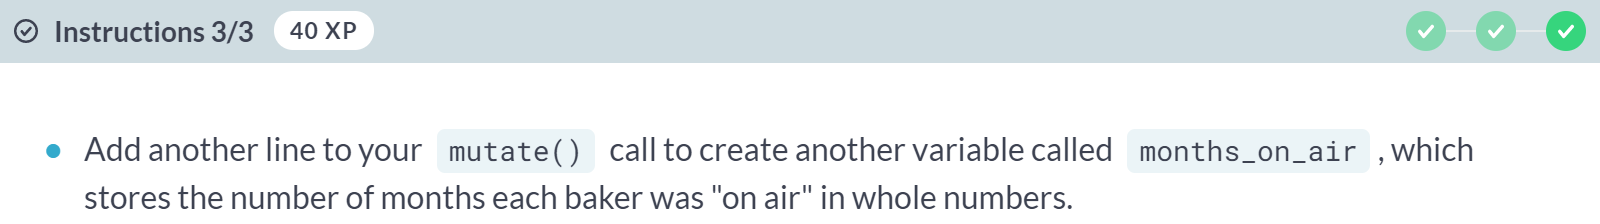 Instructions 3/3 40 XP
Add another line to your mutate() call to create another variable called months_on_air , which
stores the number of months each baker was "on air" in whole numbers.